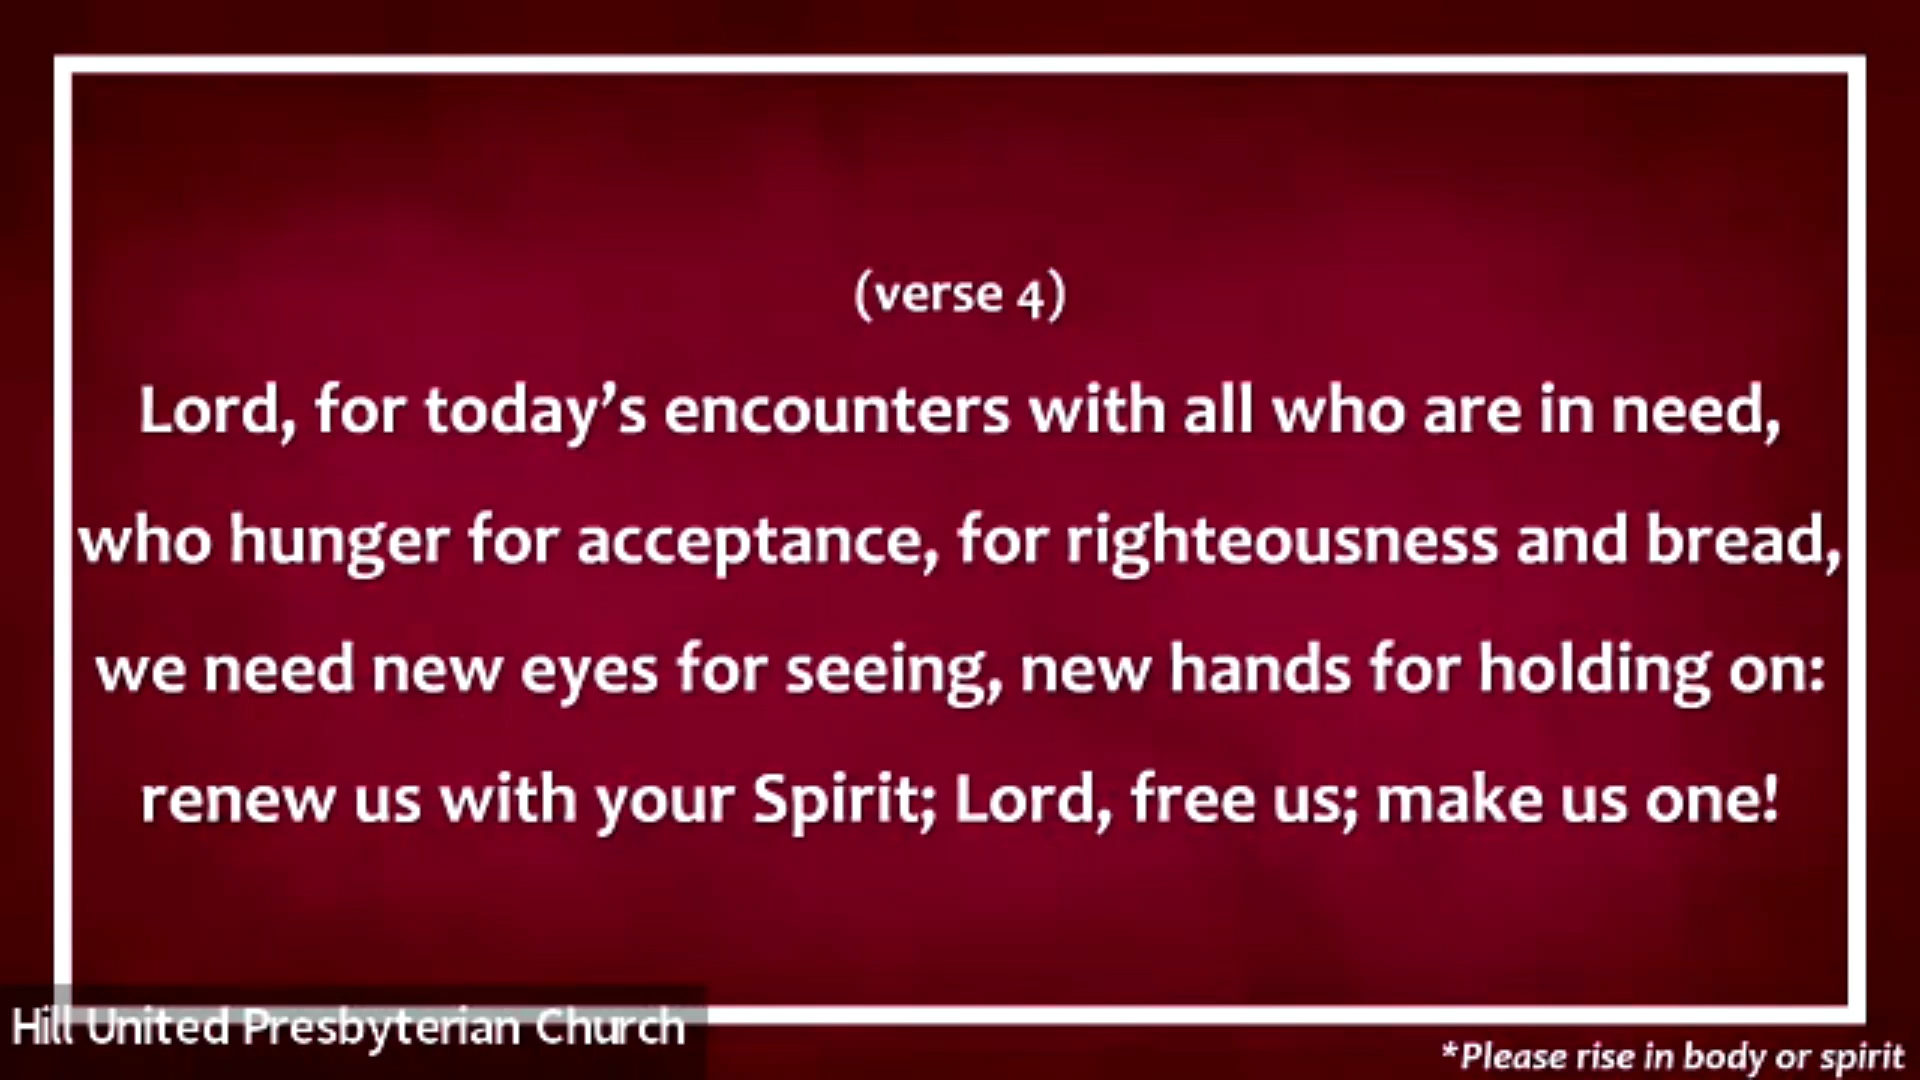 (verse 4)
Lord, for today’s encounters with all who are in need,
who hunger for acceptance, for righteousness and bread,
we need new eyes for seeing, new hands for holding on:
renew us with your Spirit; Lord, free us; make us one!
Hill United Presbyterian Church
*Please rise in body or spirit